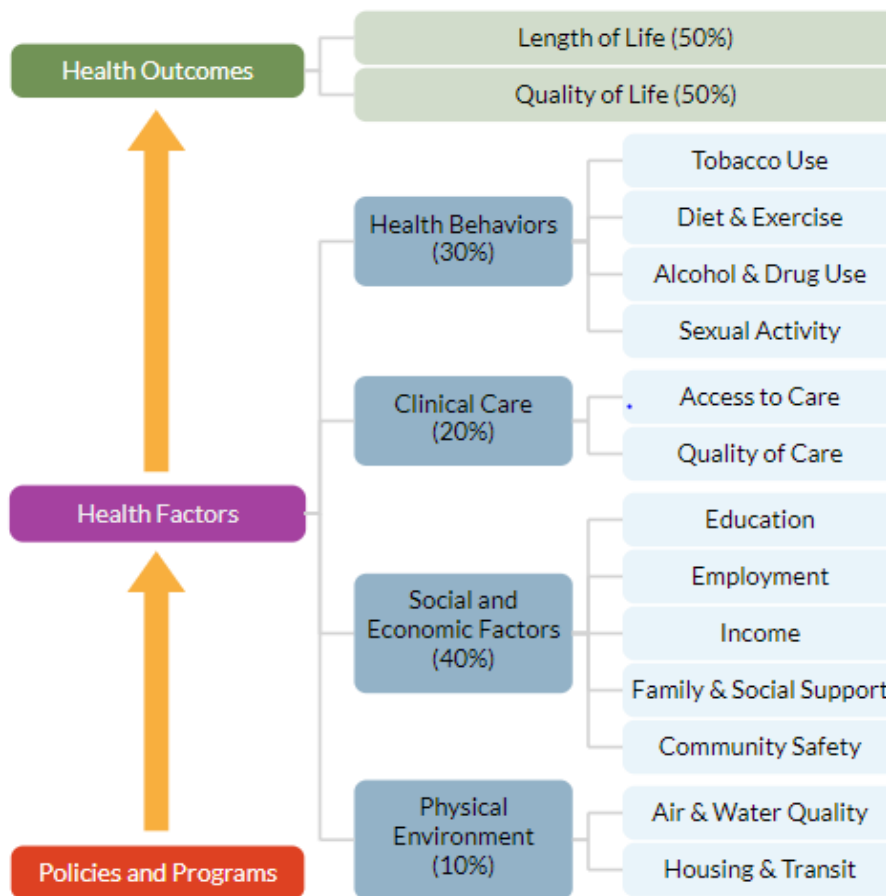 Health Outcomes
Length of Life (50%)
Quality of Life (50%)
Health Factors
Health Behaviors
(30%)
Tobacco Use
Diet & Exercise
Alcohol & Drug Use
Sexual Activity
Clinical Care
(20%)
Access to Care
Quality of Care
Social and
Economic Factors
(40%)
Education
Employment
Income
Family & Social Support
Community Safety
Physical
Environment
(10%)
Air & Water Quality
Housing & Transit
Policies and Programs